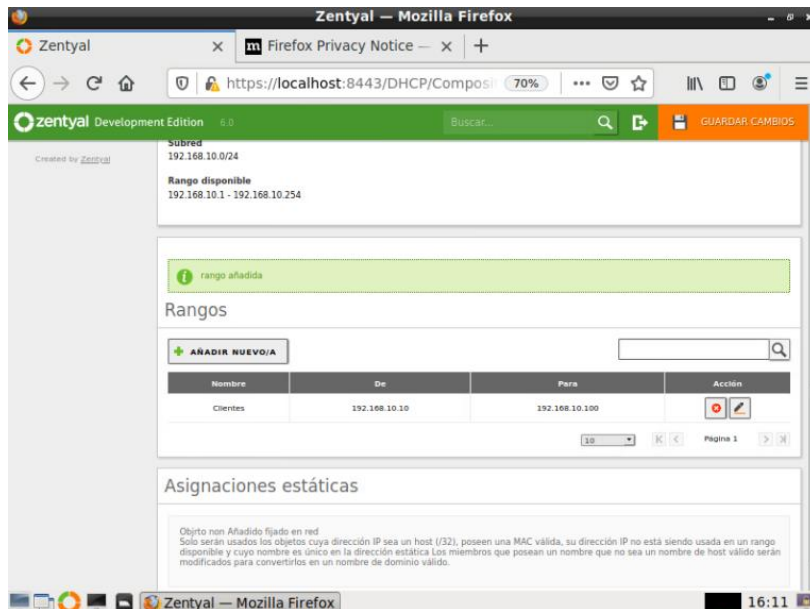 Zentyal — Mozilla Firefox
Zentyal
m Firefox Privacy Notice —
https://localhost:8443/DHCP/Composi 70%
zentyal Development Edition 6.0 Buscar... GUARDAR CAMBIOS
Created by Zentyal
Subred
192.168.10.0/24
Rango disponible
192.168.10.1 - 192.168.10.254
rango añadida
Rangos
AÑADIR NUEVO/A
Nombre De Para Acción
Clientes 192.168.10.10 192.168.10.100
10 Página 1
Asignaciones estáticas
Objrto non Añadido fijado en red
Solo serán usados los objetos cuya dirección IP sea un host (/32), poseen una MAC válida, su dirección IP no está siendo usada en un rango
disponible y cuyo nombre es único en la dirección estática Los miembros que posean un nombre que no sea un nombre de host válido serán
modificados para convertirlos en un nombre de dominio válido.
Zentyal — Mozilla Firefox 16:11